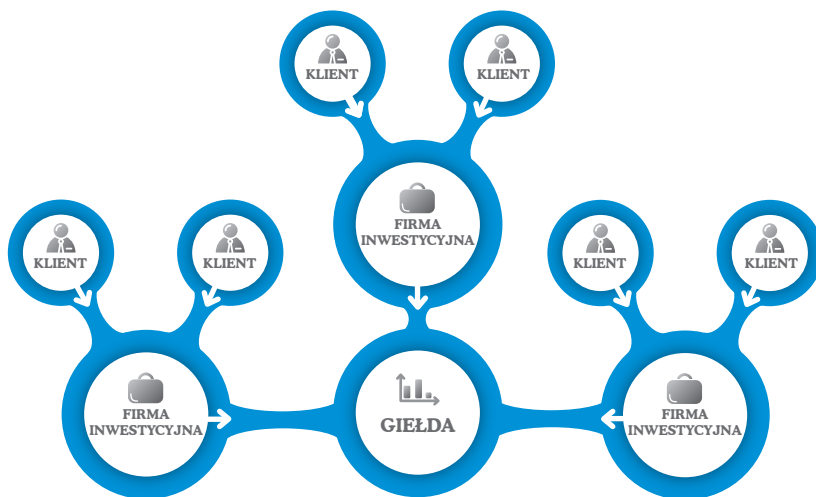 KLIENT
KLIENT
FIRMA
INWESTYCYJNA
KLIENT
KLIENT
KLIENT
KLIENT
FIRMA
INWESTYCYJNA
GIEŁDA
FIRMA
INWESTYCYJNA